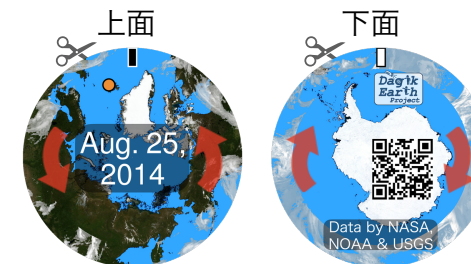 上面
下面
Aug. 25,
2014
Dagik
Earth
Project
Data by NASA,
NOAA & USGS